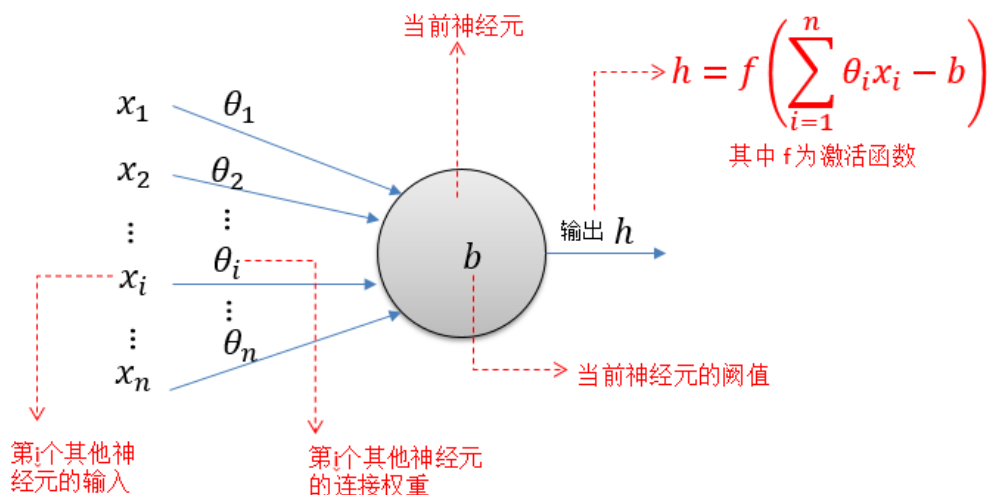 当前神经元
h = f(∑_{i=1}^{n} θ_i x_i − b)
其中 f 为激活函数
x_1 θ_1
x_2 θ_2
⋮ ⋮
输出 h
b
x_i θ_i
⋮ ⋮
x_n θ_n
当前神经元的阙值
第i个其他神
经元的输入
第i个其他神经元
的连接权重